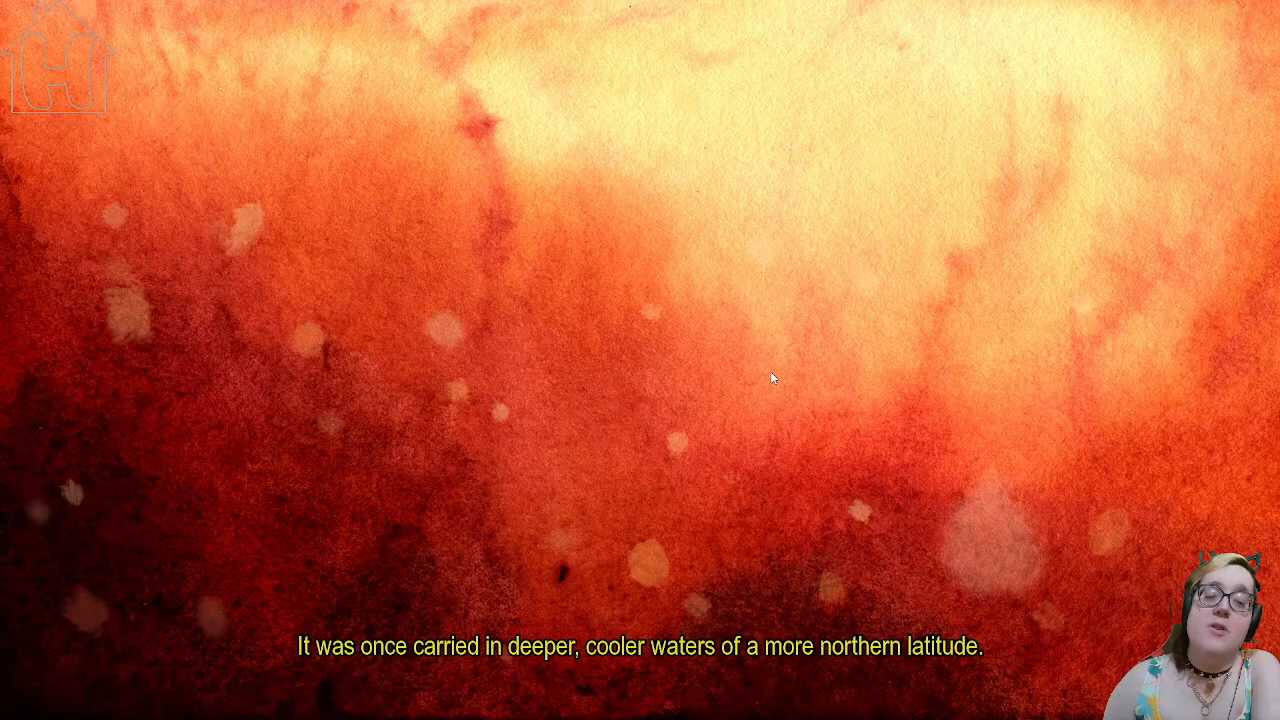 H
It was once carried in deeper, cooler waters of a more northern latitude.